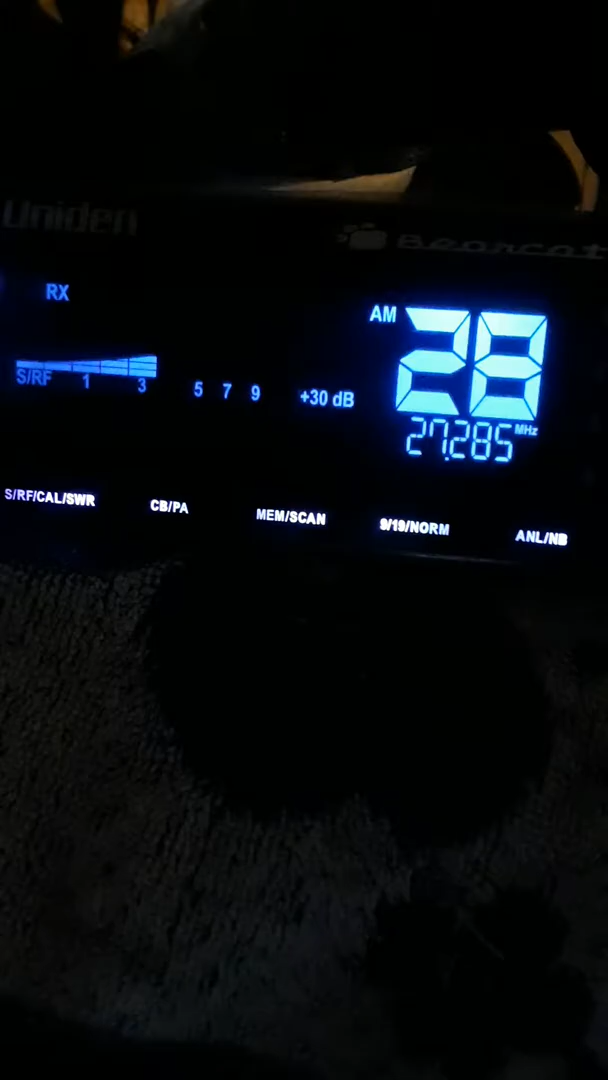 Uniden
Bearcat
RX
AM 28
S/RF 1 3 5 7 9 +30 dB
27.285 MHz
S/RF/CAL/SWR CB/PA MEM/SCAN 9/19/NORM ANL/NB